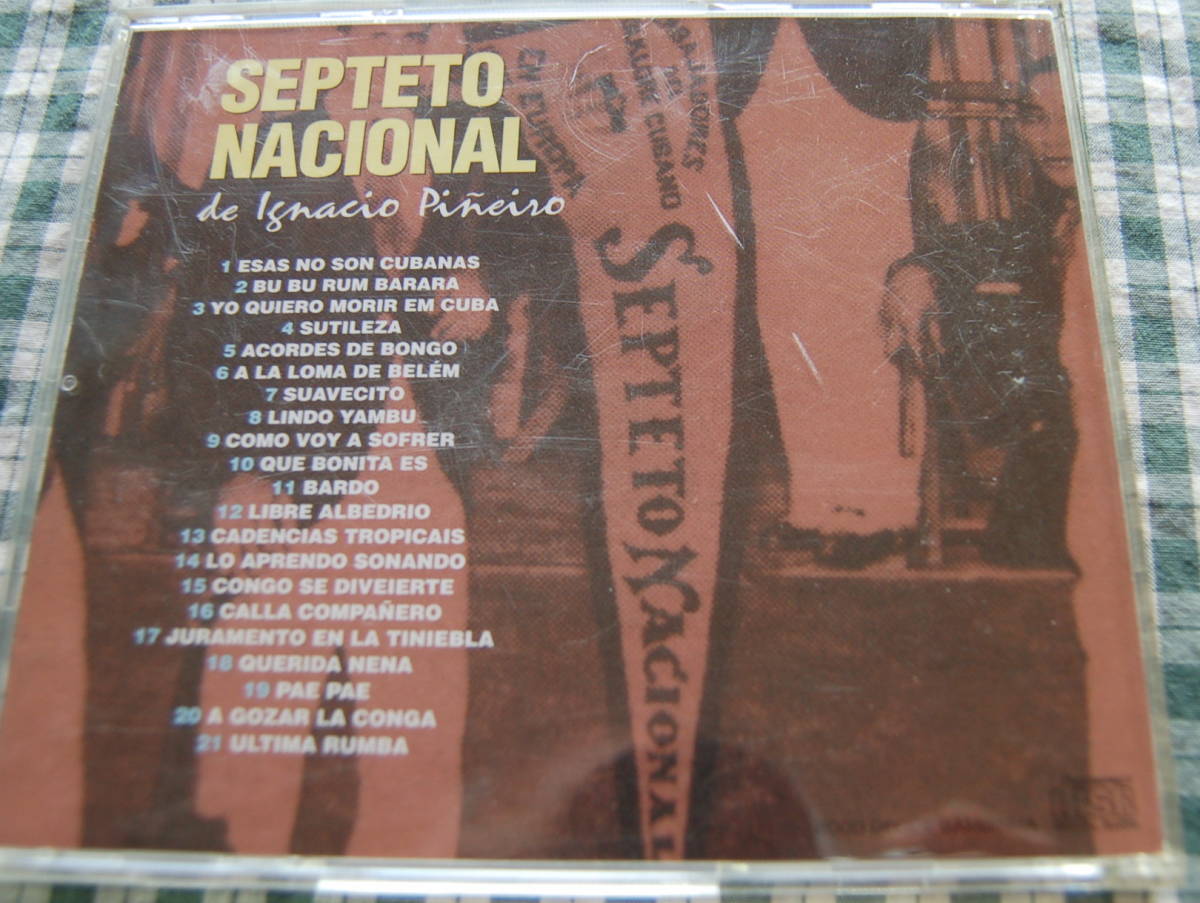 SEPTETO
NACIONAL
de Ignacio Piñeiro
1 ESAS NO SON CUBANAS
2 BU BU RUM BARARA
3 YO QUIERO MORIR EM CUBA
4 SUTILEZA
5 ACORDES DE BONGO
6 A LA LOMA DE BELÉM
7 SUAVECITO
8 LINDO YAMBU
9 COMO VOY A SOFRER
10 QUE BONITA ES
11 BARDO
12 LIBRE ALBEDRIO
13 CADENCIAS TROPICAIS
14 LO APRENDO SONANDO
15 CONGO SE DIVEIERTE
16 CALLA COMPAÑERO
17 JURAMENTO EN LA TINIEBLA
18 QUERIDA NENA
19 PAE PAE
20 A GOZAR LA CONGA
21 ULTIMA RUMBA
CUBANO
EN EUROPA
SEPTETO NACIONAL